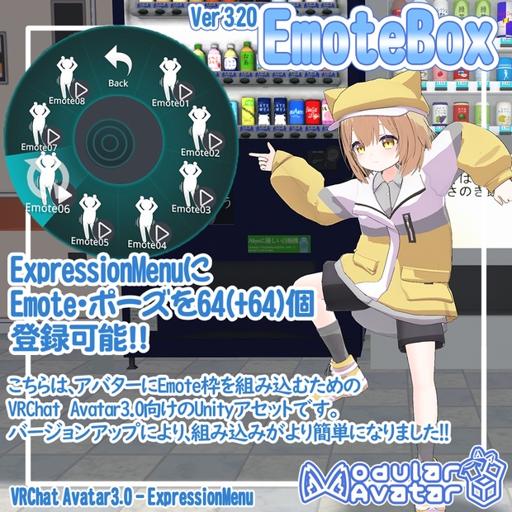 Ver 3.2.0
EmoteBox
Back
Emote01
Emote02
Emote03
Emote04
Emote05
Emote06
Emote07
Emote08
ExpressionMenuに
Emote・ポーズを64(+64)個
登録可能!!
こちらは、アバターにEmote枠を組み込むための
VRChat Avatar3.0向けのUnityアセットです。
バージョンアップにより、組み込みがより簡単になりました!!
VRChat Avatar3.0 - ExpressionMenu
Modular
Avatar